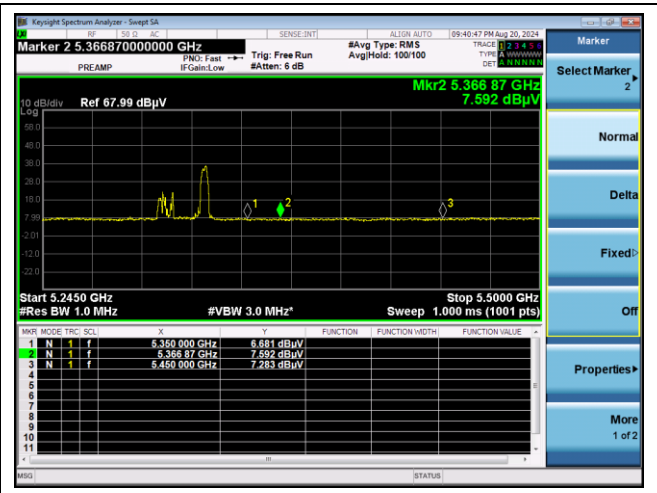 Keysight Spectrum Analyzer - Swept SA
RF 50 Ω AC SENSE:INT ALIGN AUTO 09:40:47 PM Aug 20, 2024
Marker 2 5.366870000000 GHz
#Avg Type: RMS
TRACE 1 2 3 4 5 6
PNO: Fast
Trig: Free Run
Avg|Hold: 100/100
TYPE A WWWWW
PREAMP
IFGain:Low
#Atten: 6 dB
DET A N N N N N
Mkr2 5.366 87 GHz
10 dB/div Ref 67.99 dBµV
7.592 dBµV
Log
58.0
48.0
38.0
28.0
18.0
7.99
-2.01
-12.0
-22.0
1
2
3
Start 5.2450 GHz
Stop 5.5000 GHz
#Res BW 1.0 MHz
#VBW 3.0 MHz*
Sweep 1.000 ms (1001 pts)
MKR MODE TRC SCL X Y FUNCTION FUNCTION WIDTH FUNCTION VALUE
1 N 1 f 5.350 000 GHz 6.681 dBµV
2 N 1 f 5.366 87 GHz 7.592 dBµV
3 N 1 f 5.450 000 GHz 7.283 dBµV
4
5
6
7
8
9
10
11
MSG
STATUS
Marker
Select Marker
2
Normal
Delta
Fixed
Off
Properties
More
1 of 2